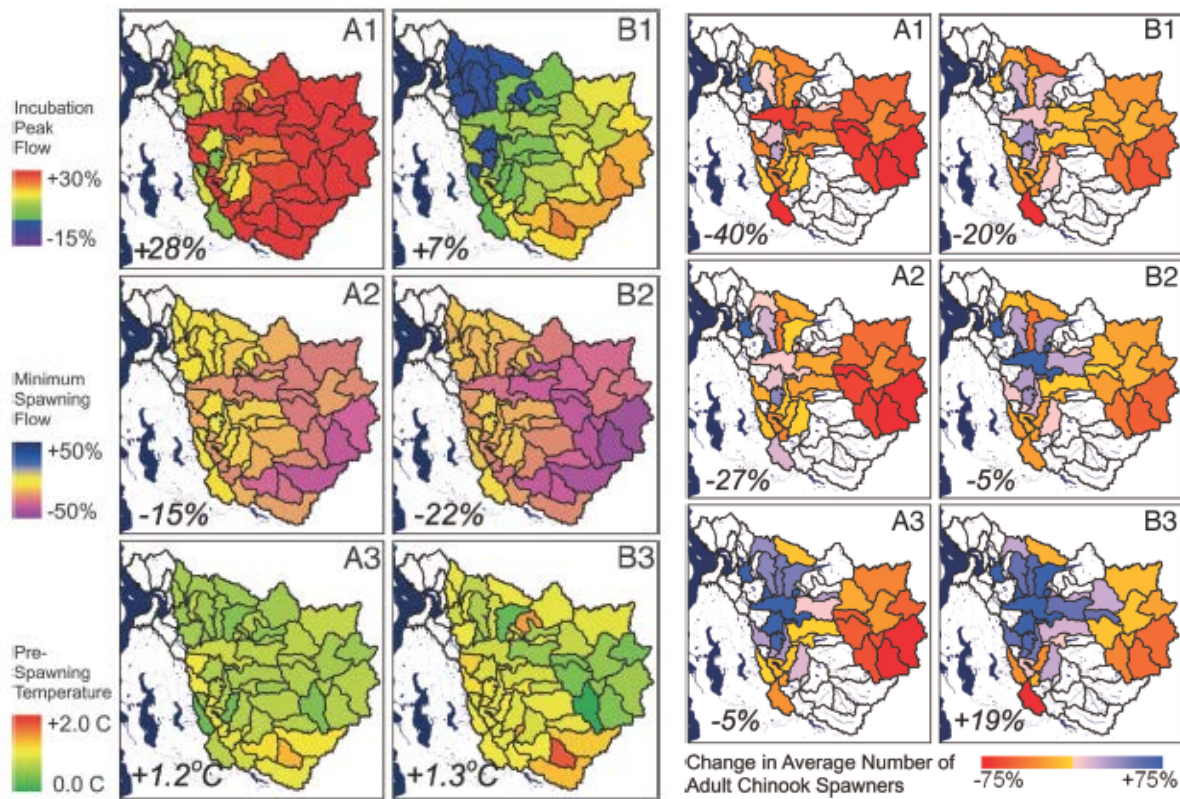 A1
B1
Incubation
Peak
Flow
+30%
-15%
+28%
+7%
A2
B2
Minimum
Spawning
Flow
+50%
-50%
-15%
-22%
A3
B3
Pre-
Spawning
Temperature
+2.0 C
0.0 C
+1.2°C
+1.3°C
A1
B1
-40%
-20%
A2
B2
-27%
-5%
A3
B3
-5%
+19%
Change in Average Number of
Adult Chinook Spawners
-75%
+75%